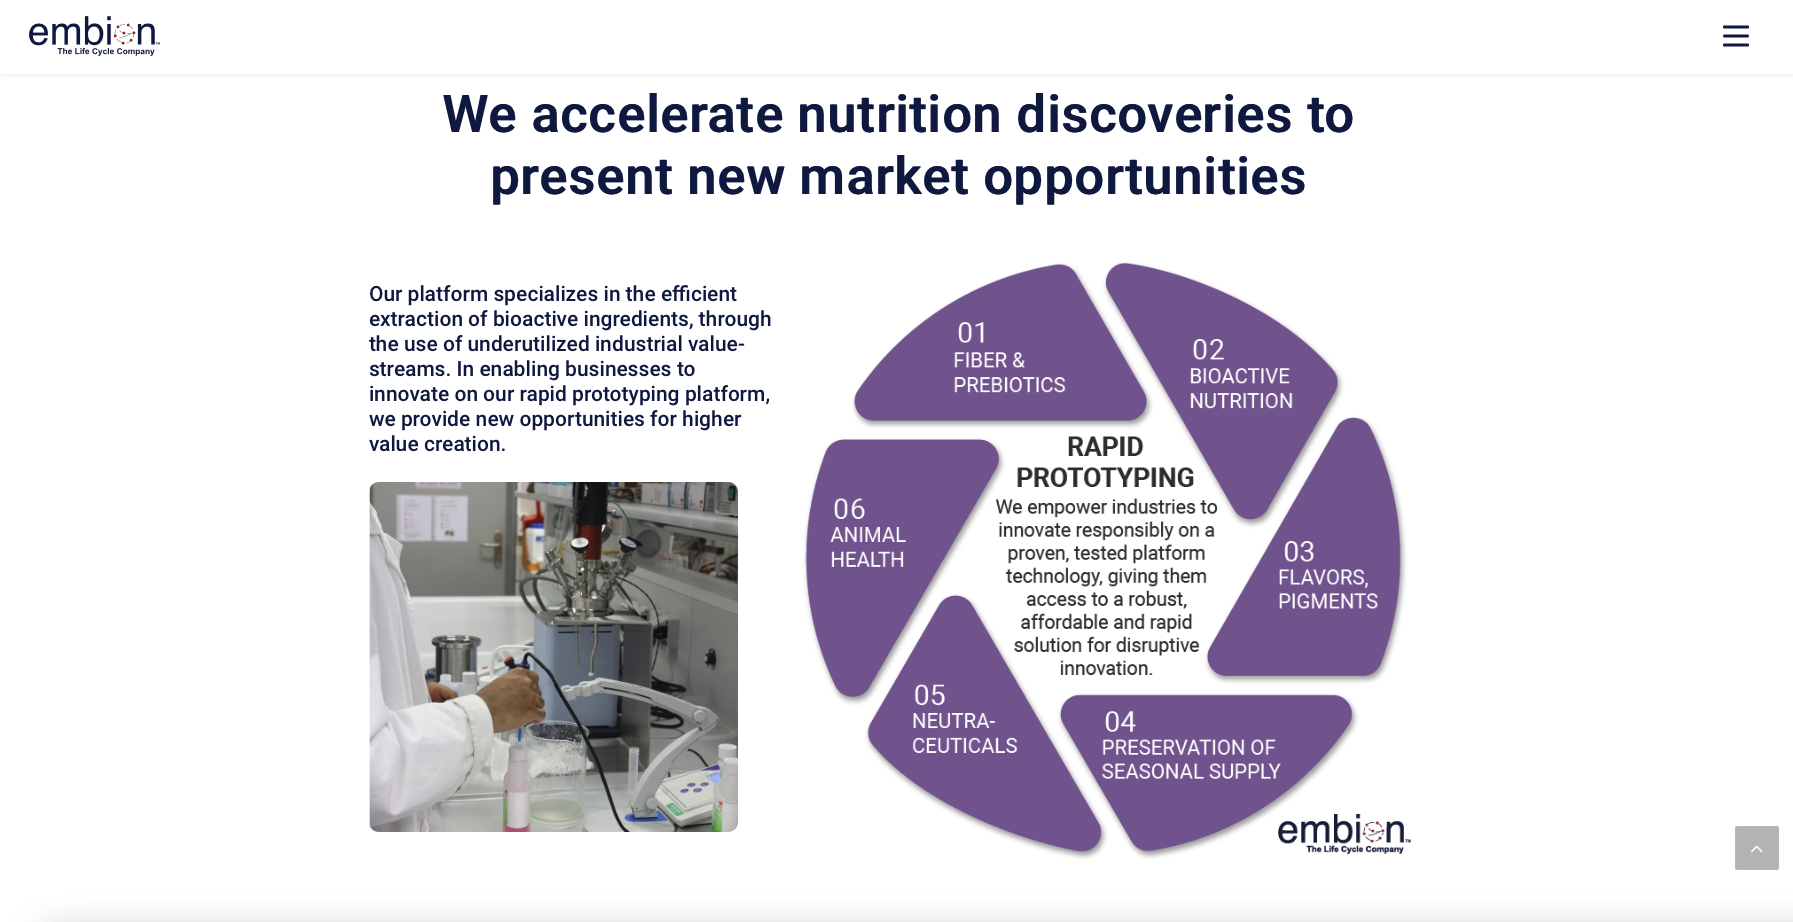 embion™
The Life Cycle Company
We accelerate nutrition discoveries to
present new market opportunities
Our platform specializes in the efficient
extraction of bioactive ingredients, through
the use of underutilized industrial value-
streams. In enabling businesses to
innovate on our rapid prototyping platform,
we provide new opportunities for higher
value creation.
01
FIBER &
PREBIOTICS
02
BIOACTIVE
NUTRITION
03
FLAVORS,
PIGMENTS
04
PRESERVATION OF
SEASONAL SUPPLY
05
NEUTRA-
CEUTICALS
06
ANIMAL
HEALTH
RAPID
PROTOTYPING
We empower industries to
innovate responsibly on a
proven, tested platform
technology, giving them
access to a robust,
affordable and rapid
solution for disruptive
innovation.
embion™
The Life Cycle Company